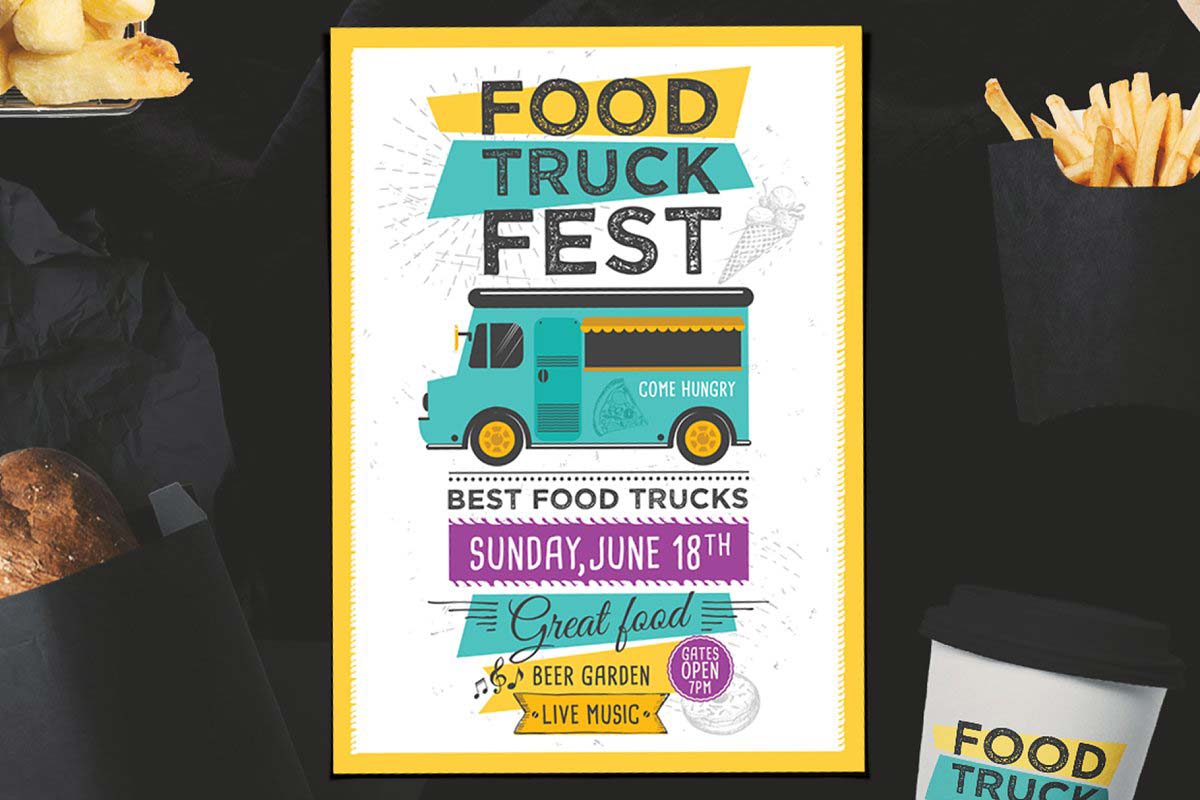 FOOD
TRUCK
FEST
COME HUNGRY
BEST FOOD TRUCKS
SUNDAY, JUNE 18TH
Great food
BEER GARDEN
LIVE MUSIC
GATES
OPEN
7PM
FOOD
TRUCK